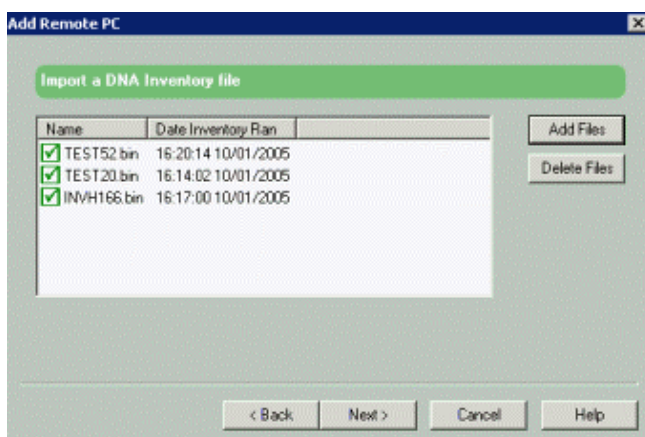 Add Remote PC
Import a DNA Inventory file
Name Date Inventory Ran
Add Files
TEST52.bin 16:20:14 10/01/2005
TEST20.bin 16:14:02 10/01/2005
Delete Files
INVH166.bin 16:17:00 10/01/2005
< Back Next > Cancel Help